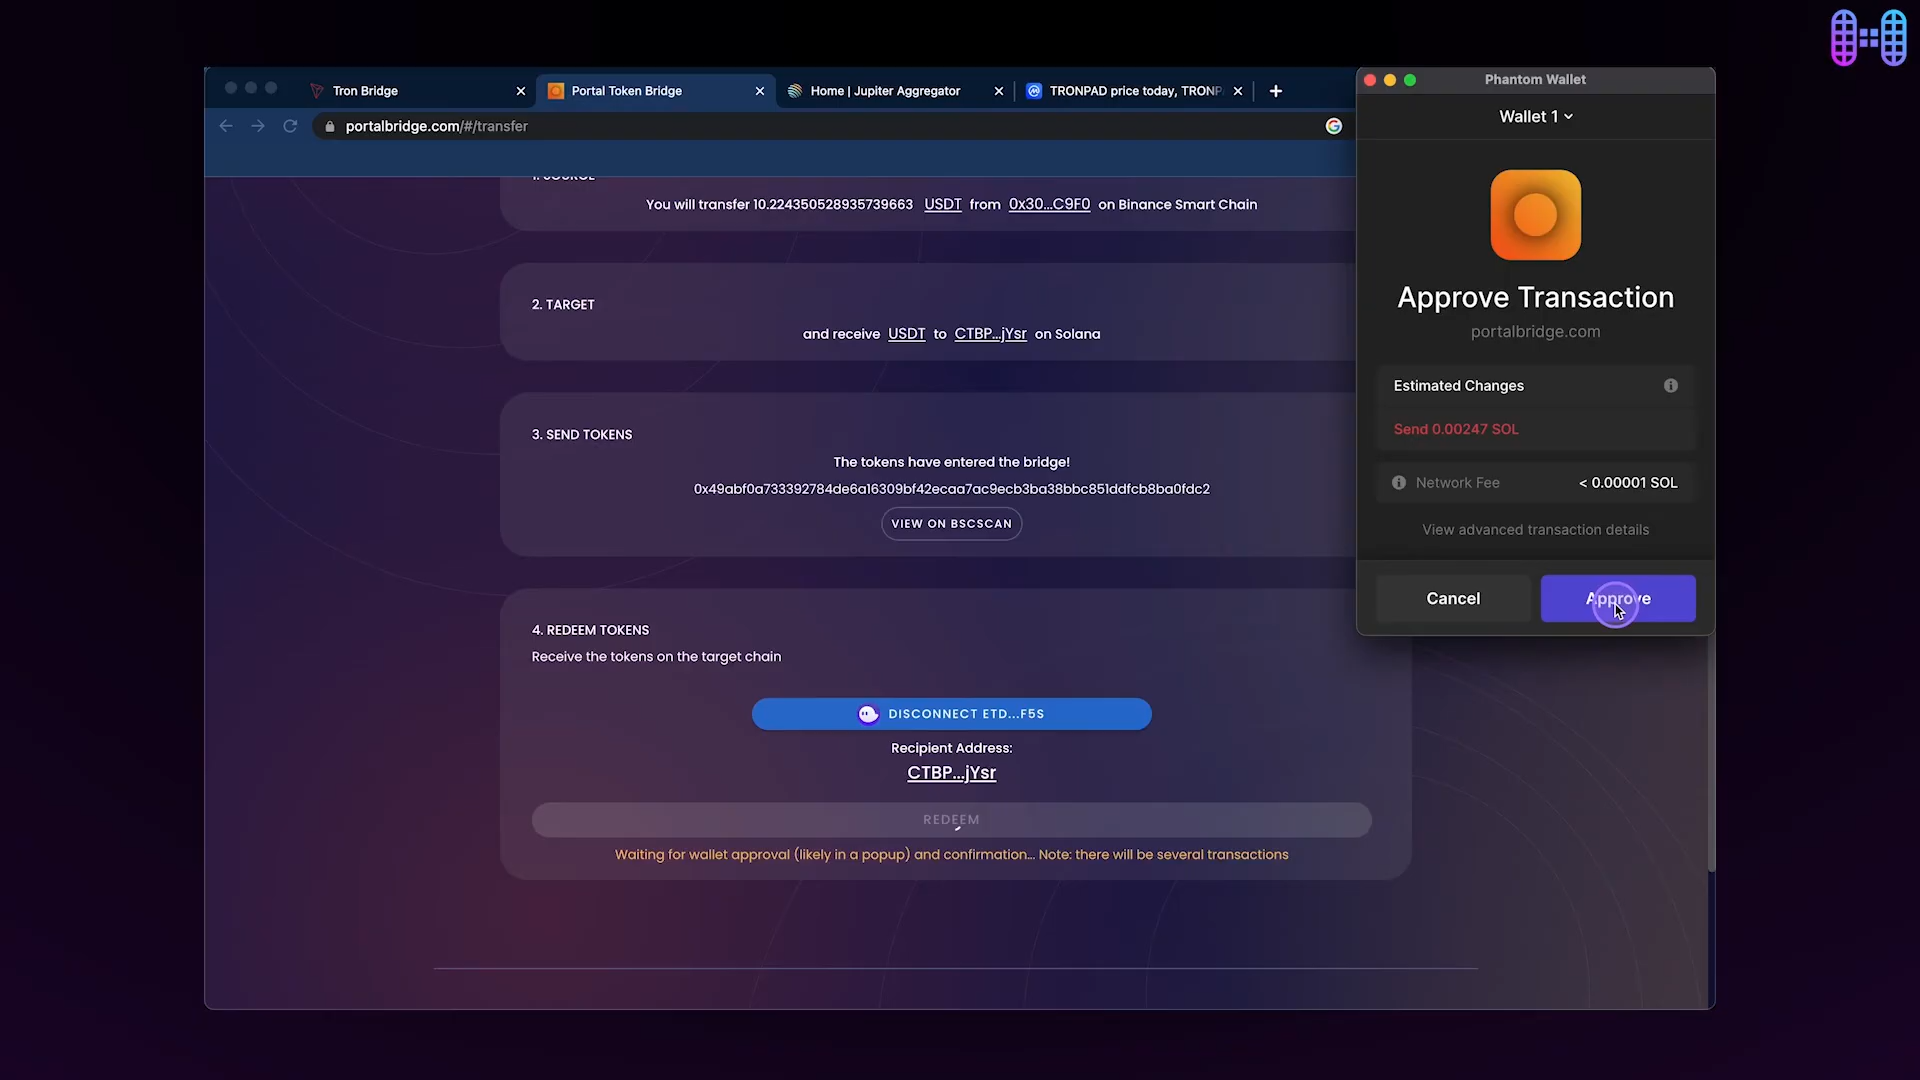 Tron Bridge
Portal Token Bridge
Home | Jupiter Aggregator
TRONPAD price today, TRONP
portalbridge.com/#/transfer
1. SOURCE
You will transfer 10.224350528935739663 USDT from 0x30...C9F0 on Binance Smart Chain
2. TARGET
and receive USDT to CTBP...jYsr on Solana
3. SEND TOKENS
The tokens have entered the bridge!
0x49abf0a733392784de6a16309bf42ecaa7ac9ecb3ba38bbc851ddfcb8ba0fdc2
VIEW ON BSCSCAN
4. REDEEM TOKENS
Receive the tokens on the target chain
DISCONNECT ETD...F5S
Recipient Address:
CTBP...jYsr
REDEEM
Waiting for wallet approval (likely in a popup) and confirmation... Note: there will be several transactions
Phantom Wallet
Wallet 1
Approve Transaction
portalbridge.com
Estimated Changes
Send 0.00247 SOL
Network Fee < 0.00001 SOL
View advanced transaction details
Cancel
Approve